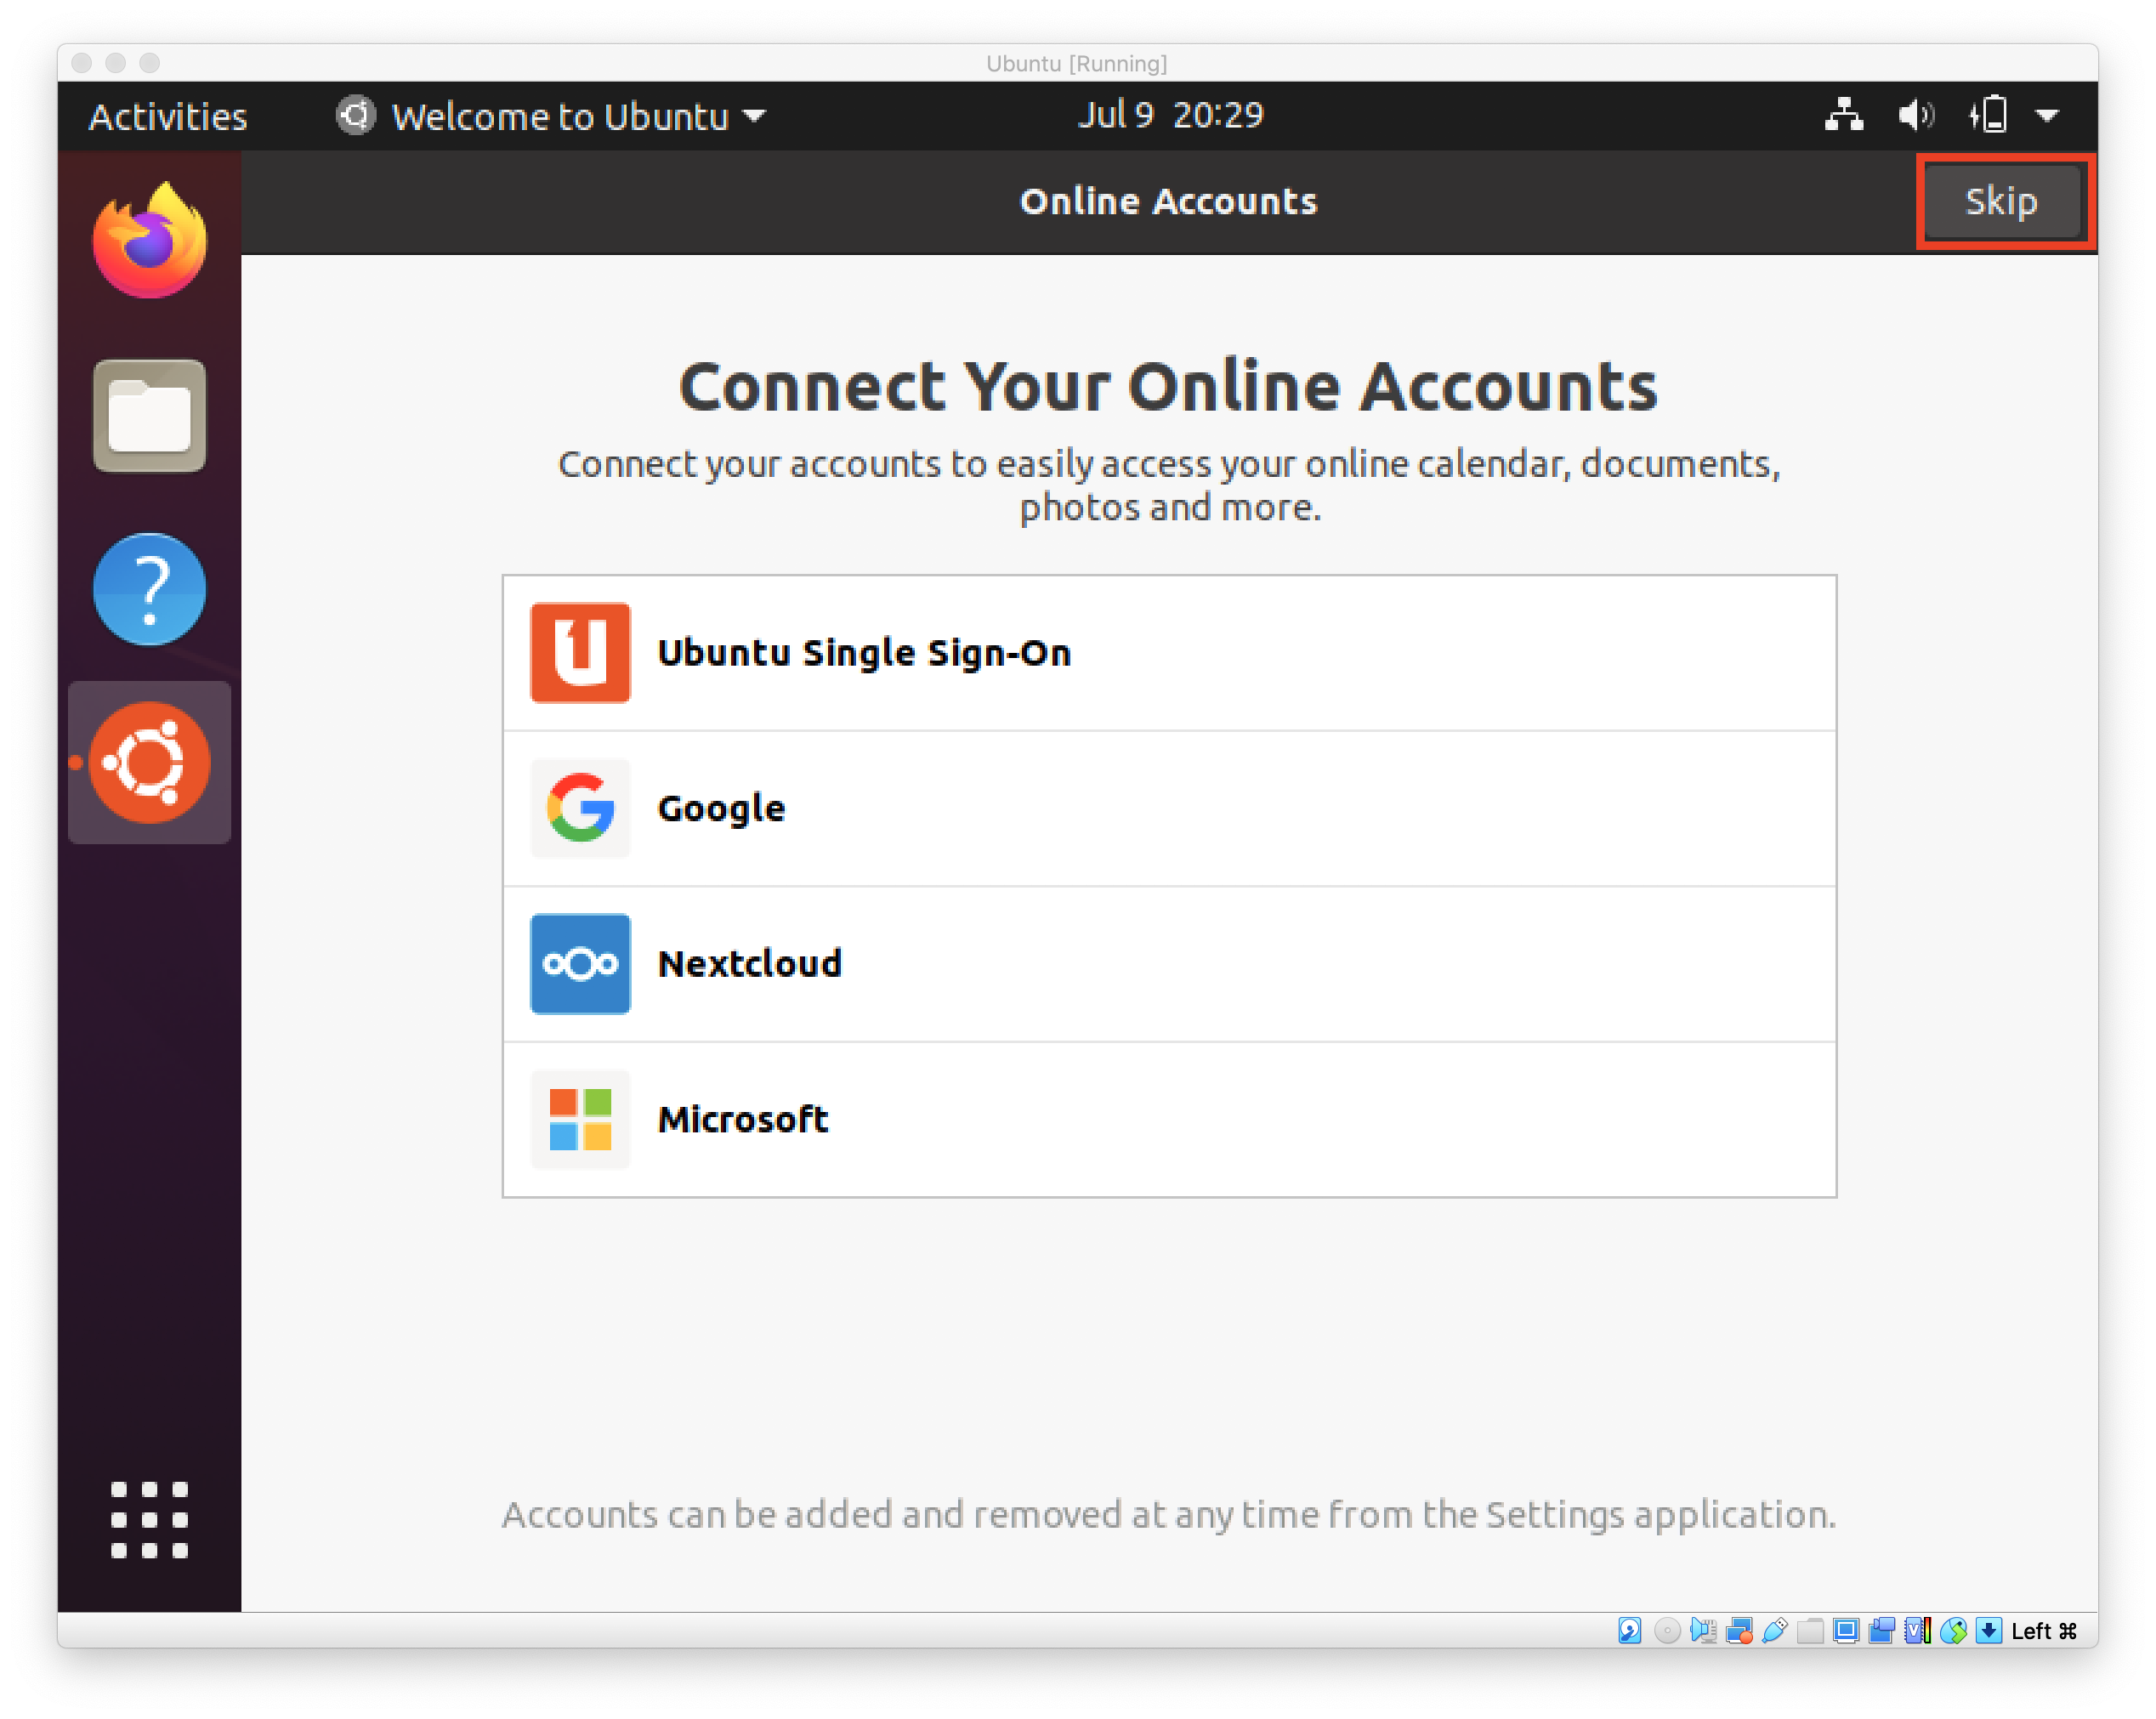 Ubuntu [Running]
Activities Welcome to Ubuntu Jul 9 20:29
Online Accounts Skip
Connect Your Online Accounts
Connect your accounts to easily access your online calendar, documents,
photos and more.
Ubuntu Single Sign-On
Google
Nextcloud
Microsoft
Accounts can be added and removed at any time from the Settings application.
Left ⌘